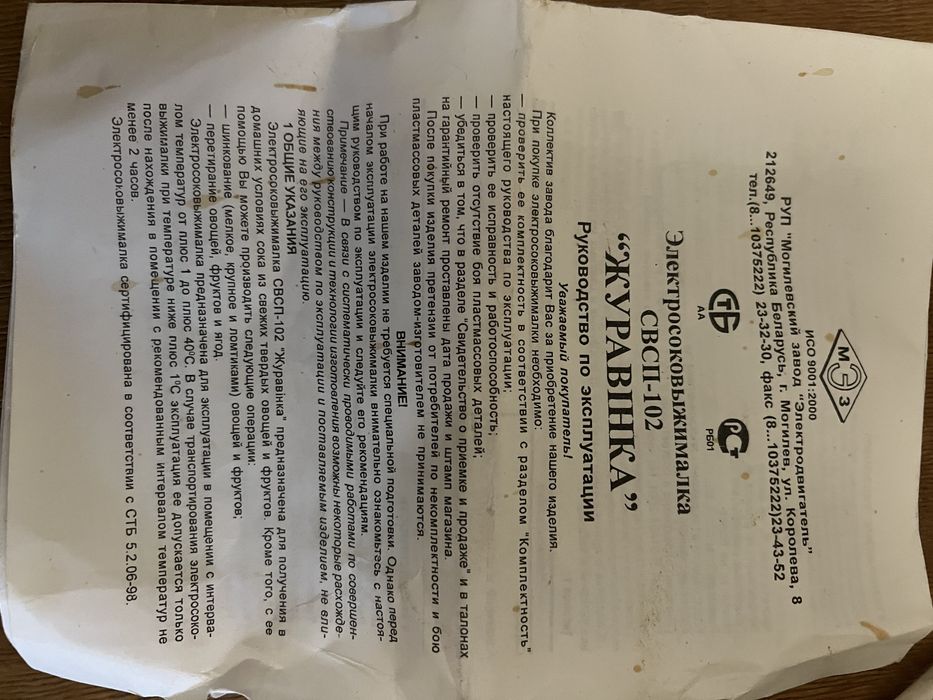 МЭЗ
ИСО 9001:2000
РУП "Могилевский завод "Электродвигатель"
212649, Республика Беларусь, г. Могилев, ул. Королева, 8
тел.(8...10375222) 23-32-30, факс (8...10375222)23-43-52
СТБ
АА
РСТ
РБ01
Электросоковыжималка
СВСП-102
“ЖУРАВIНКА”
Руководство по эксплуатации
Уважаемый покупатель!
Коллектив завода благодарит Вас за приобретение нашего изделия.
При покупке электросоковыжималки необходимо:
— проверить ее комплектность в соответствии с разделом "Комплектность"
настоящего руководства по эксплуатации;
— проверить ее исправность и работоспособность;
— проверить отсутствие боя пластмассовых деталей;
— убедиться в том, что в разделе "Свидетельство о приемке и продаже" и в талонах
на гарантийный ремонт проставлены дата продажи и штамп магазина.
После покупки изделия претензии от потребителей по некомплектности и бою
пластмассовых деталей заводом-изготовителем не принимаются.
ВНИМАНИЕ!
При работе на нашем изделии не требуется специальной подготовки. Однако перед
началом эксплуатации электросоковыжималки внимательно ознакомьтесь с настоя-
щим руководством по эксплуатации и следуйте его рекомендациям.
Примечание — В связи с систематически проводимыми работами по совершен-
ствованию конструкции и технологии изготовления возможны некоторые расхожде-
ния между руководством по эксплуатации и поставляемым изделием, не вли-
яющие на его эксплуатацию.
1 ОБЩИЕ УКАЗАНИЯ
Электросоковыжималка СВСП-102 "Журавiнка" предназначена для получения в
домашних условиях сока из свежих твердых овощей и фруктов. Кроме того, с ее
помощью Вы можете производить следующие операции:
— шинкование (мелкое, крупное и ломтиками) овощей и фруктов;
— перетирание овощей, фруктов и ягод.
Электросоковыжималка предназначена для эксплуатации в помещении с интерва-
лом температур от плюс 1 до плюс 40°С. В случае транспортирования электросоко-
выжималки при температуре ниже плюс 1°С эксплуатация ее допускается только
после нахождения в помещении с рекомендованным интервалом температур не
менее 2 часов.
Электросоковыжималка сертифицирована в соответствии с СТБ 5.2.06-98.